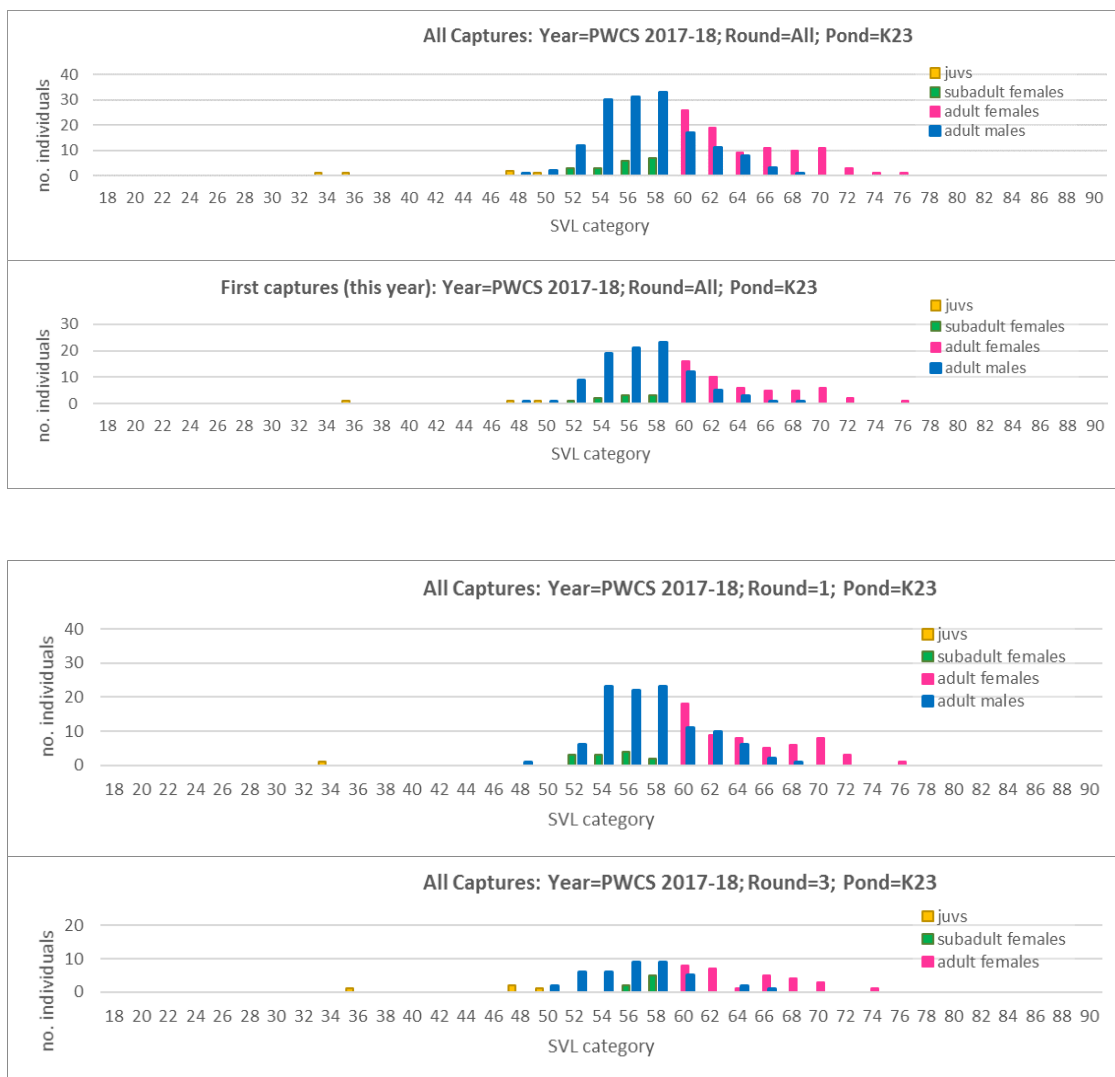 All Captures: Year=PWCS 2017-18; Round=All; Pond=K23
no. individuals
40
30
20
10
0
juvs
subadult females
adult females
adult males
18 20 22 24 26 28 30 32 34 36 38 40 42 44 46 48 50 52 54 56 58 60 62 64 66 68 70 72 74 76 78 80 82 84 86 88 90
SVL category
First captures (this year): Year=PWCS 2017-18; Round=All; Pond=K23
no. individuals
30
20
10
0
juvs
subadult females
adult females
adult males
18 20 22 24 26 28 30 32 34 36 38 40 42 44 46 48 50 52 54 56 58 60 62 64 66 68 70 72 74 76 78 80 82 84 86 88 90
SVL category
All Captures: Year=PWCS 2017-18; Round=1; Pond=K23
no. individuals
40
30
20
10
0
juvs
subadult females
adult females
adult males
18 20 22 24 26 28 30 32 34 36 38 40 42 44 46 48 50 52 54 56 58 60 62 64 66 68 70 72 74 76 78 80 82 84 86 88 90
SVL category
All Captures: Year=PWCS 2017-18; Round=3; Pond=K23
no. individuals
20
10
0
juvs
subadult females
adult females
18 20 22 24 26 28 30 32 34 36 38 40 42 44 46 48 50 52 54 56 58 60 62 64 66 68 70 72 74 76 78 80 82 84 86 88 90
SVL category